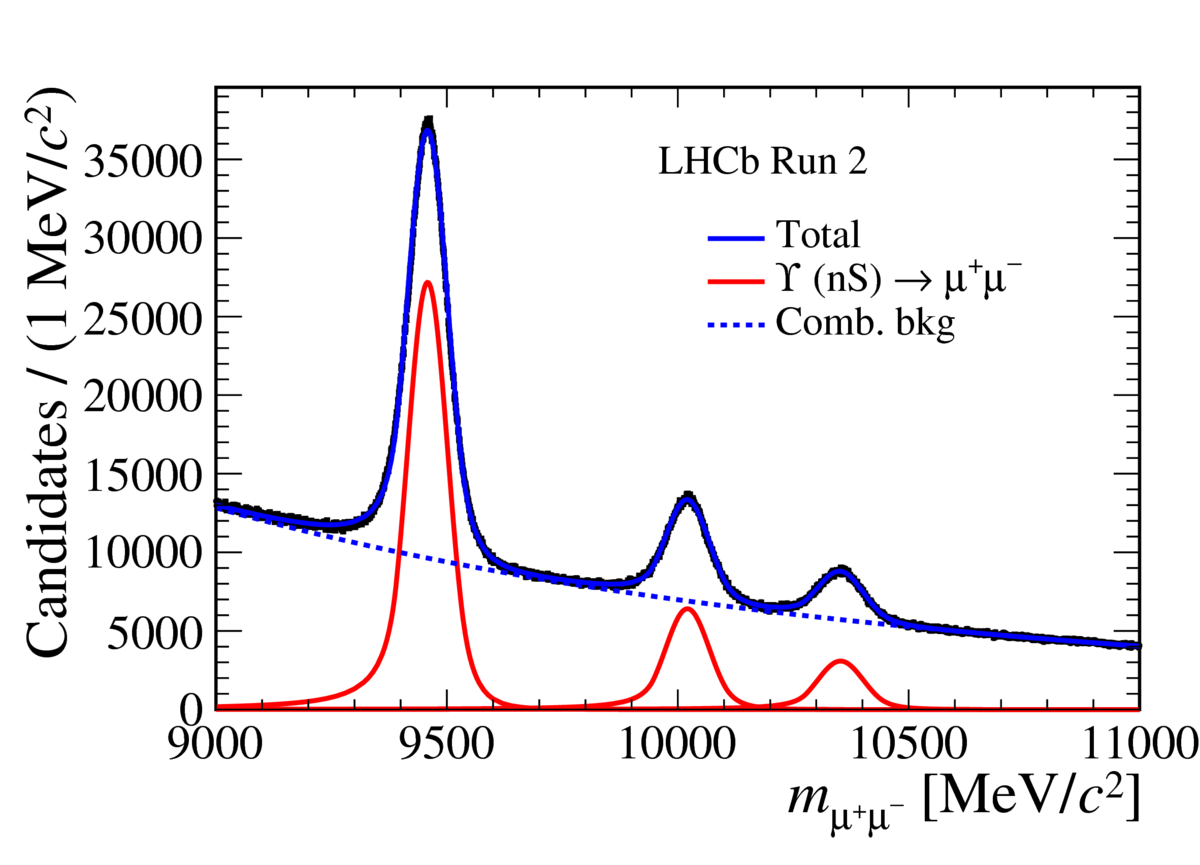 LHCb Run 2
Total
ϒ (nS) → μ⁺μ⁻
Comb. bkg
Candidates / (1 MeV/c²)
35000
30000
25000
20000
15000
10000
5000
0
9000 9500 10000 10500 11000
m_μ⁺μ⁻ [MeV/c²]